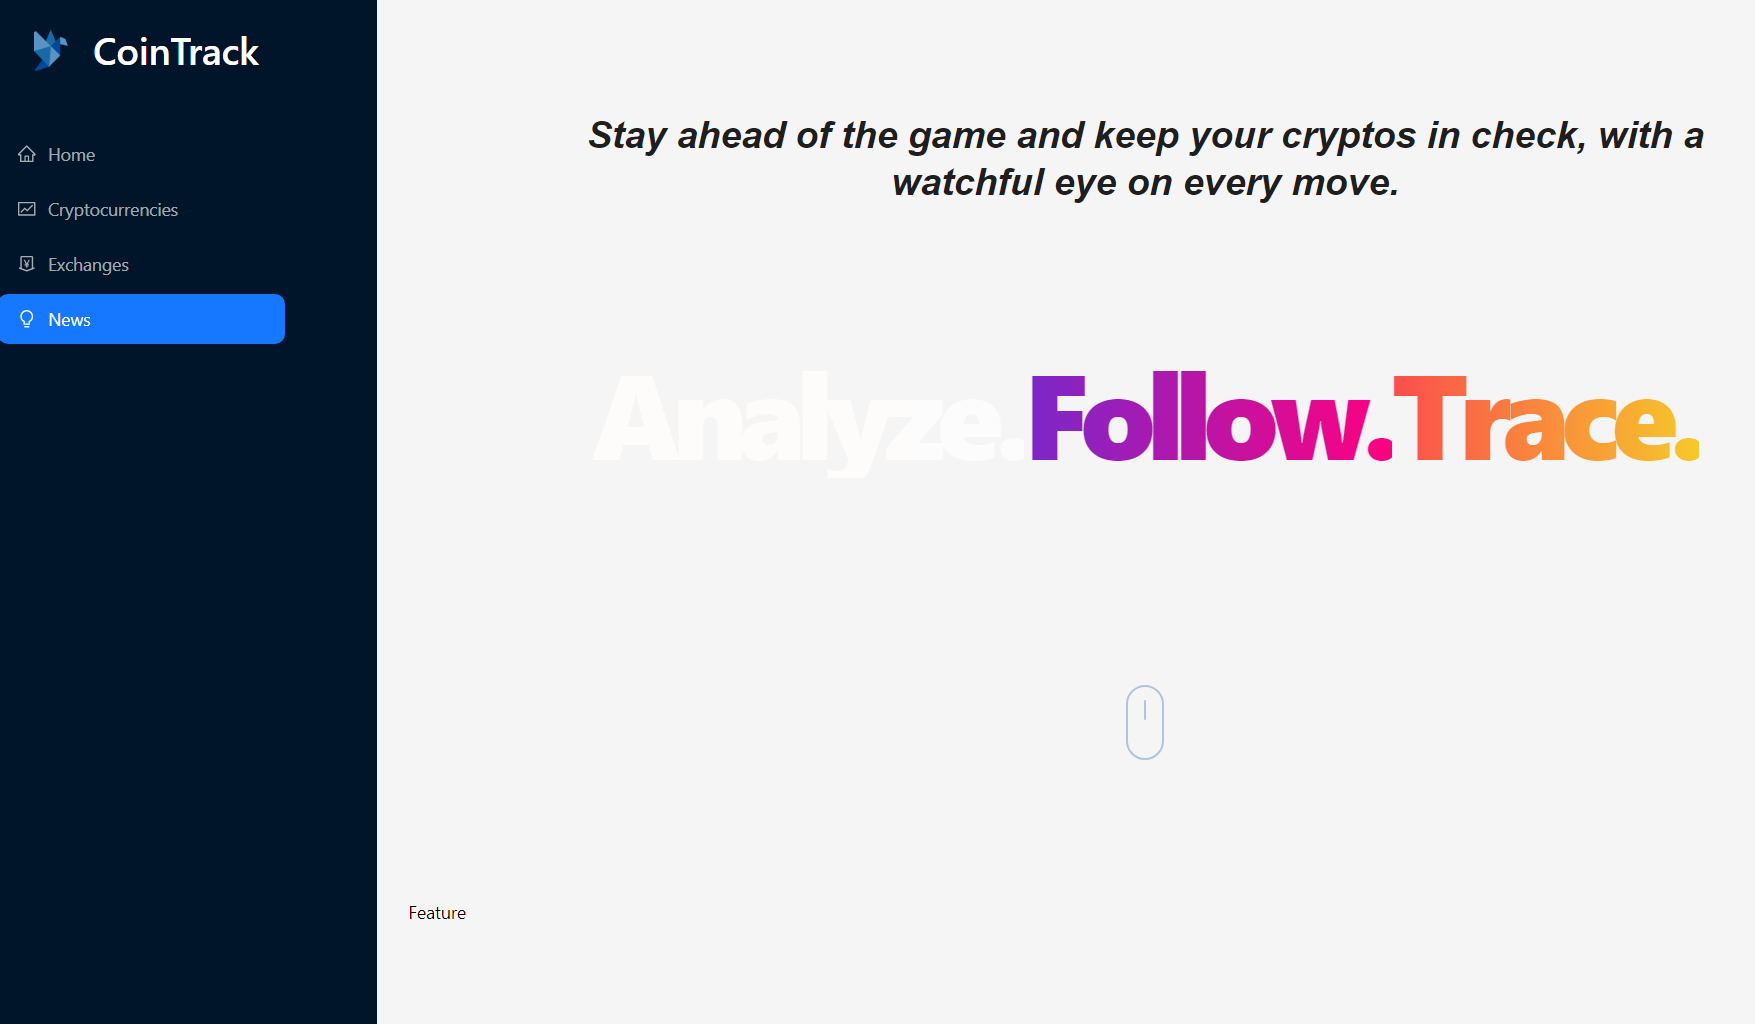 CoinTrack
Home
Cryptocurrencies
Exchanges
News
Stay ahead of the game and keep your cryptos in check, with a
watchful eye on every move.
Analyze.Follow.Trace.
Feature